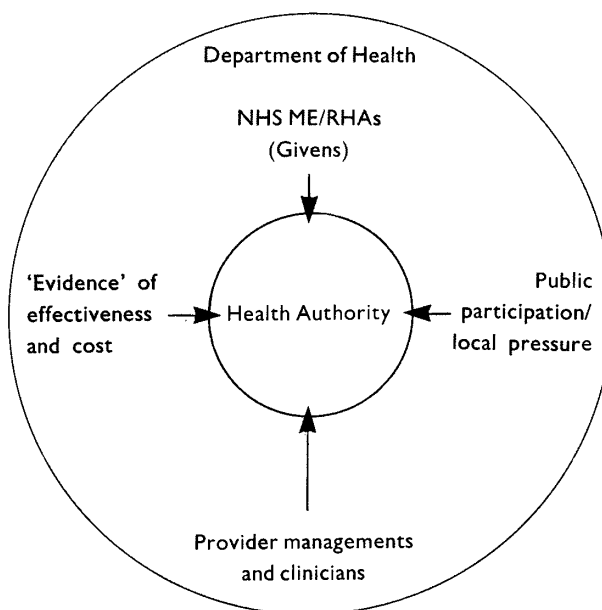 Department of Health
NHS ME/RHAs
(Givens)
'Evidence' of
effectiveness
and cost
Health Authority
Public
participation/
local pressure
Provider managements
and clinicians